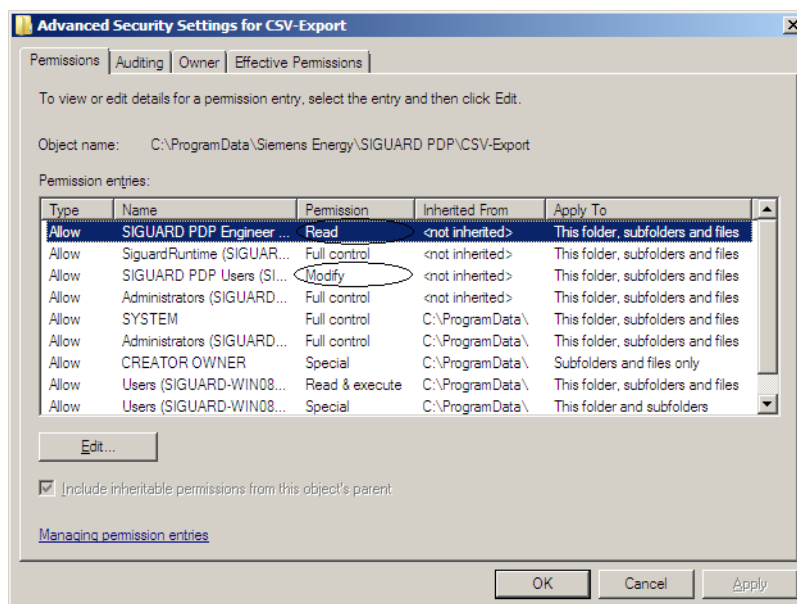 Advanced Security Settings for CSV-Export
Permissions Auditing Owner Effective Permissions
To view or edit details for a permission entry, select the entry and then click Edit.
Object name: C:\ProgramData\Siemens Energy\SIGUARD PDP\CSV-Export
Permission entries:
Type Name Permission Inherited From Apply To
Allow SIGUARD PDP Engineer ... Read <not inherited> This folder, subfolders and files
Allow SiguardRuntime (SIGUAR... Full control <not inherited> This folder, subfolders and files
Allow SIGUARD PDP Users (SI... Modify <not inherited> This folder, subfolders and files
Allow Administrators (SIGUARD... Full control <not inherited> This folder, subfolders and files
Allow SYSTEM Full control C:\ProgramData\ This folder, subfolders and files
Allow Administrators (SIGUARD... Full control C:\ProgramData\ This folder, subfolders and files
Allow CREATOR OWNER Special C:\ProgramData\ Subfolders and files only
Allow Users (SIGUARD-WIN08... Read & execute C:\ProgramData\ This folder, subfolders and files
Allow Users (SIGUARD-WIN08... Special C:\ProgramData\ This folder and subfolders
Edit...
Include inheritable permissions from this object's parent
Managing permission entries
OK Cancel Apply